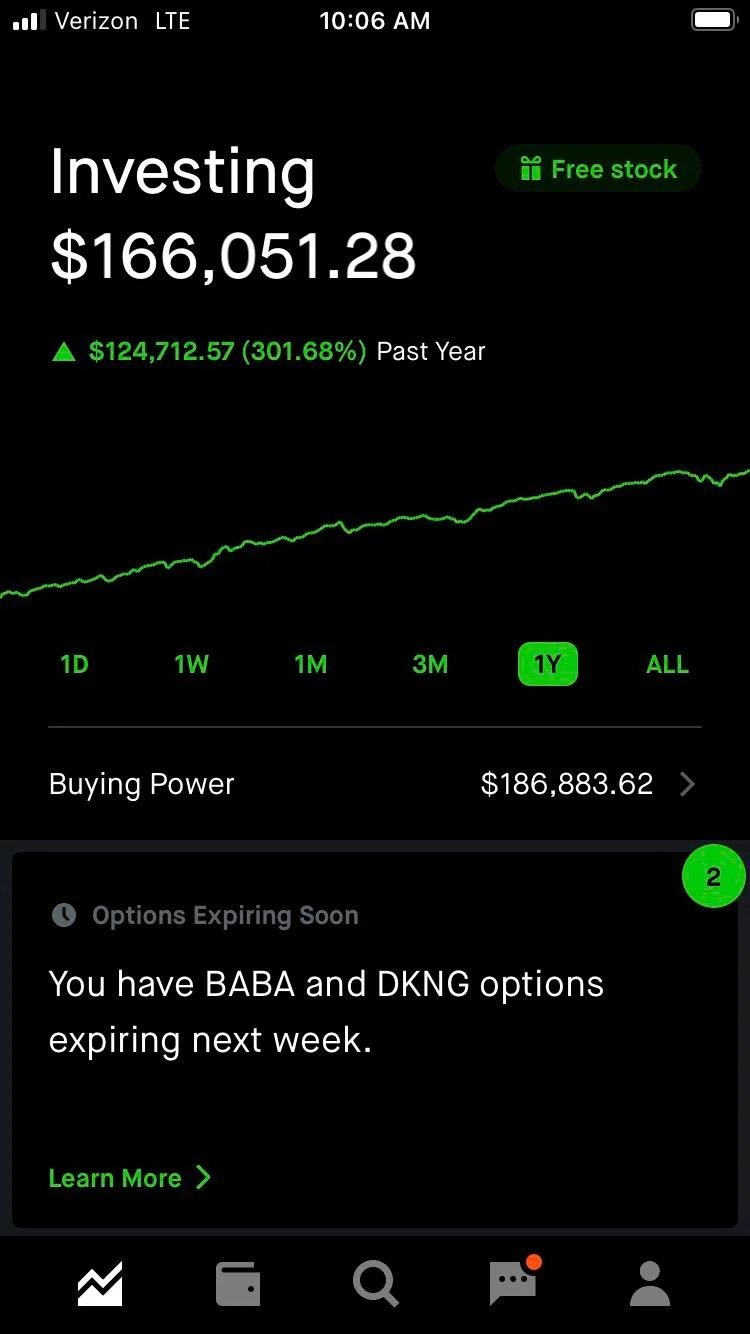 Verizon LTE 10:06 AM
Investing
Free stock
$166,051.28
▲ $124,712.57 (301.68%) Past Year
1D 1W 1M 3M 1Y ALL
Buying Power $186,883.62
2
Options Expiring Soon
You have BABA and DKNG options
expiring next week.
Learn More